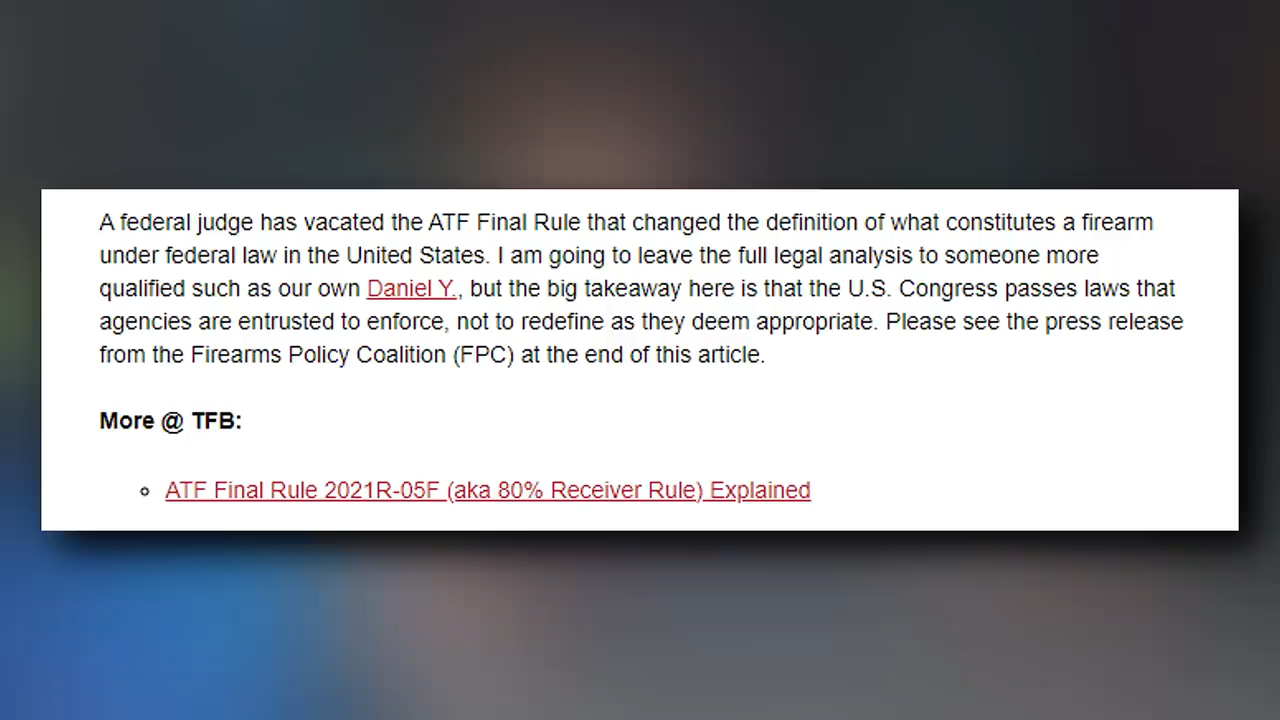 A federal judge has vacated the ATF Final Rule that changed the definition of what constitutes a firearm
under federal law in the United States. I am going to leave the full legal analysis to someone more
qualified such as our own Daniel Y., but the big takeaway here is that the U.S. Congress passes laws that
agencies are entrusted to enforce, not to redefine as they deem appropriate. Please see the press release
from the Firearms Policy Coalition (FPC) at the end of this article.
More @ TFB:
ATF Final Rule 2021R-05F (aka 80% Receiver Rule) Explained